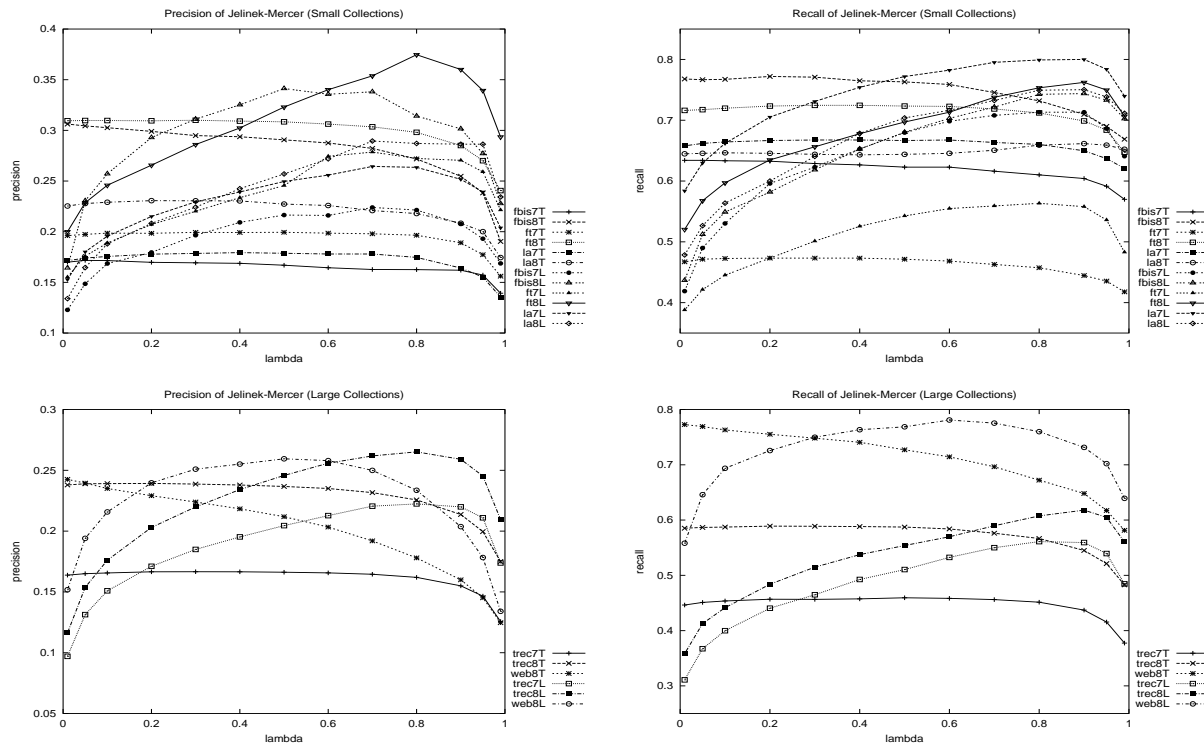 Precision of Jelinek-Mercer (Small Collections)
0.4
0.35
0.3
0.25
0.2
0.15
0.1
precision
0
0.2
0.4
0.6
0.8
1
lambda
fbis7T
fbis8T
ft7T
ft8T
la7T
la8T
fbis7L
fbis8L
ft7L
ft8L
la7L
la8L
Recall of Jelinek-Mercer (Small Collections)
0.8
0.7
0.6
0.5
0.4
recall
0
0.2
0.4
0.6
0.8
1
lambda
fbis7T
fbis8T
ft7T
ft8T
la7T
la8T
fbis7L
fbis8L
ft7L
ft8L
la7L
la8L
Precision of Jelinek-Mercer (Large Collections)
0.3
0.25
0.2
0.15
0.1
0.05
precision
0
0.2
0.4
0.6
0.8
1
lambda
trec7T
trec8T
web8T
trec7L
trec8L
web8L
Recall of Jelinek-Mercer (Large Collections)
0.8
0.7
0.6
0.5
0.4
0.3
recall
0
0.2
0.4
0.6
0.8
1
lambda
trec7T
trec8T
web8T
trec7L
trec8L
web8L